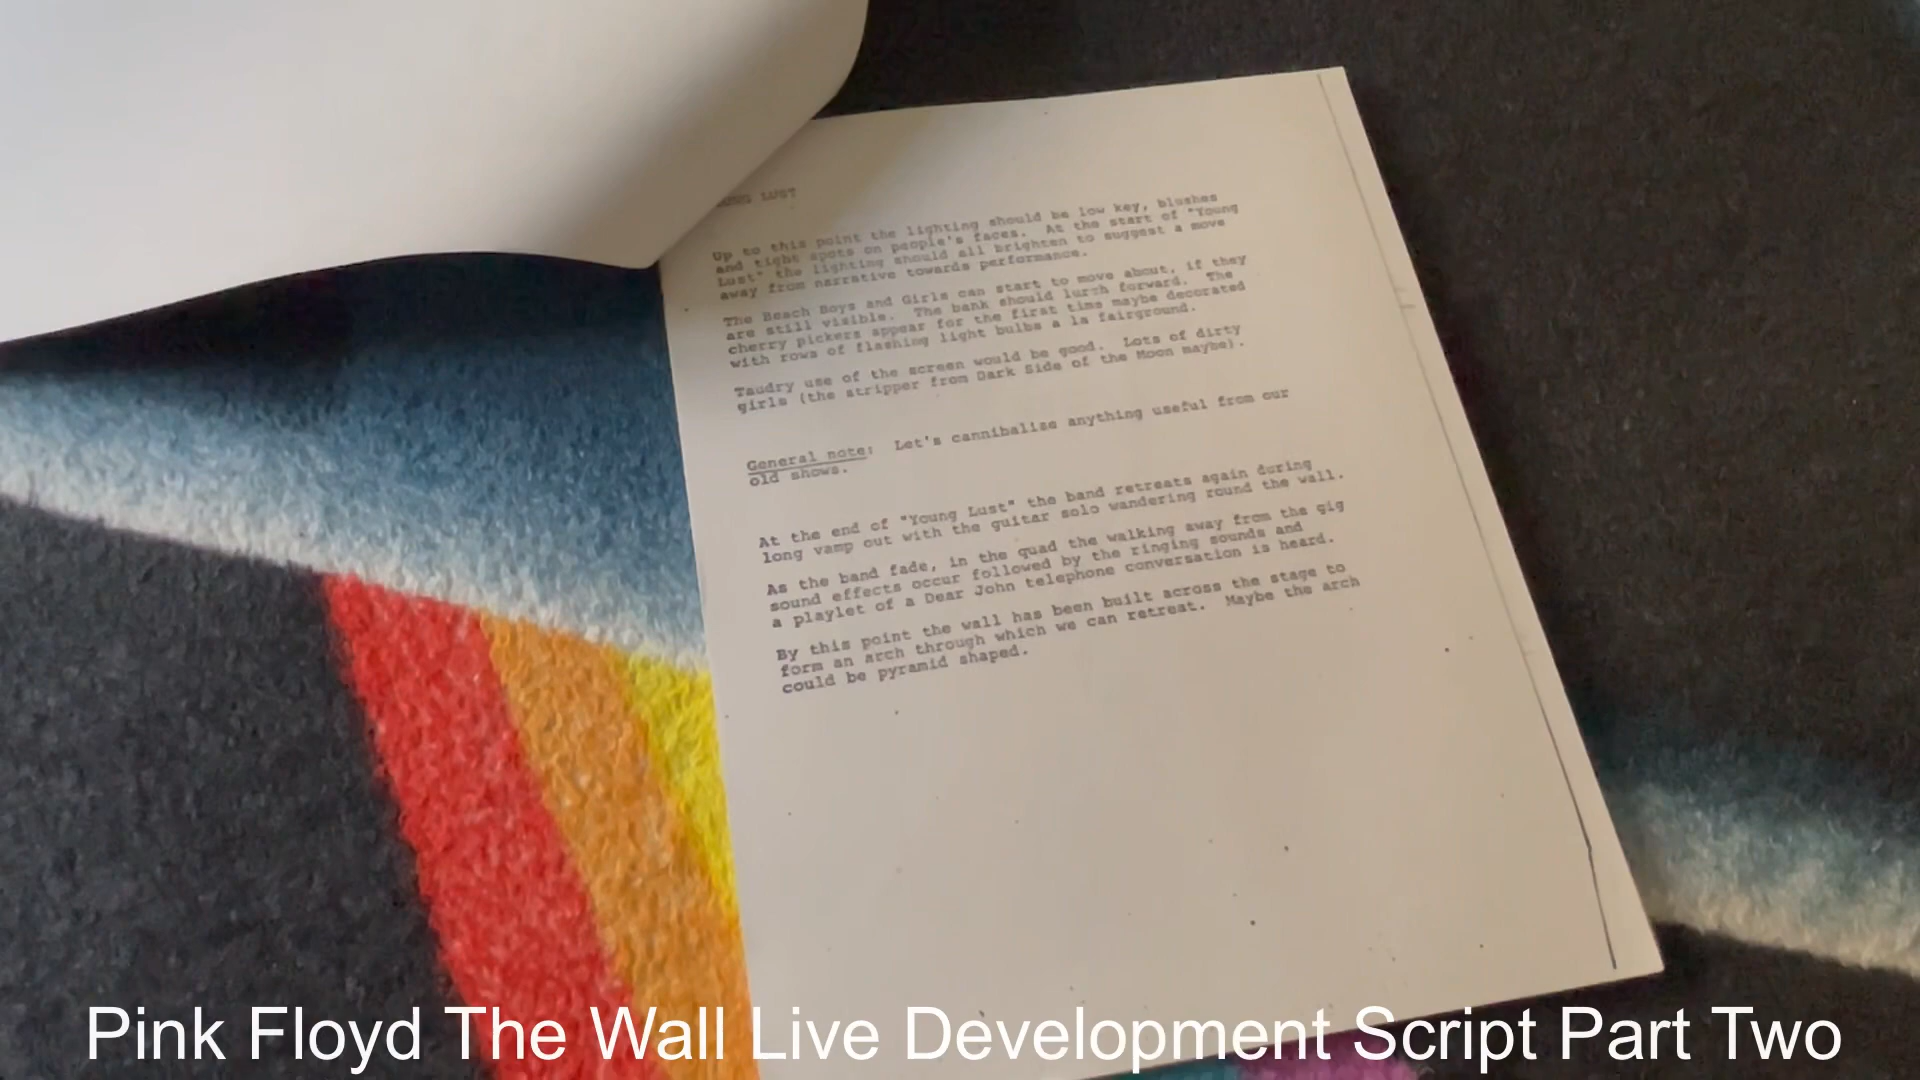 LUST
Up to this point the lighting should be low key, blushes
and tight spots on people's faces. At the start of "Young
Lust" the lighting should all brighten to suggest a move
away from narrative towards performance.
The Beach Boys and Girls can start to move about, if they
are still visible. The bank should lurch forward. The
cherry pickers appear for the first time maybe decorated
with rows of flashing light bulbs a la fairground.
Taudry use of the screen would be good. Lots of dirty
girls (the stripper from Dark Side of the Moon maybe).
General note: Let's cannibalise anything useful from our
old shows.
At the end of "Young Lust" the band retreats again during
long vamp out with the guitar solo wandering round the wall.
As the band fade, in the quad the walking away from the gig
sound effects occur followed by the ringing sounds and
a playlet of a Dear John telephone conversation is heard.
By this point the wall has been built across the stage to
form an arch through which we can retreat. Maybe the arch
could be pyramid shaped.
Pink Floyd The Wall Live Development Script Part Two